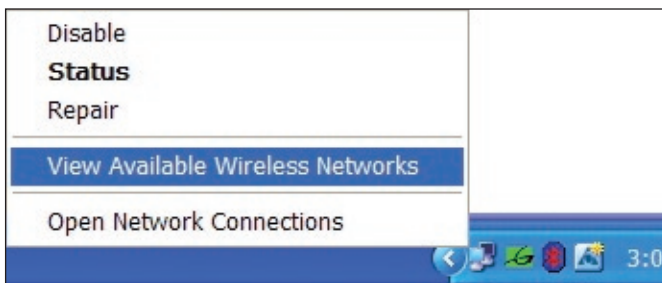 Disable
Status
Repair
View Available Wireless Networks
Open Network Connections
3:0